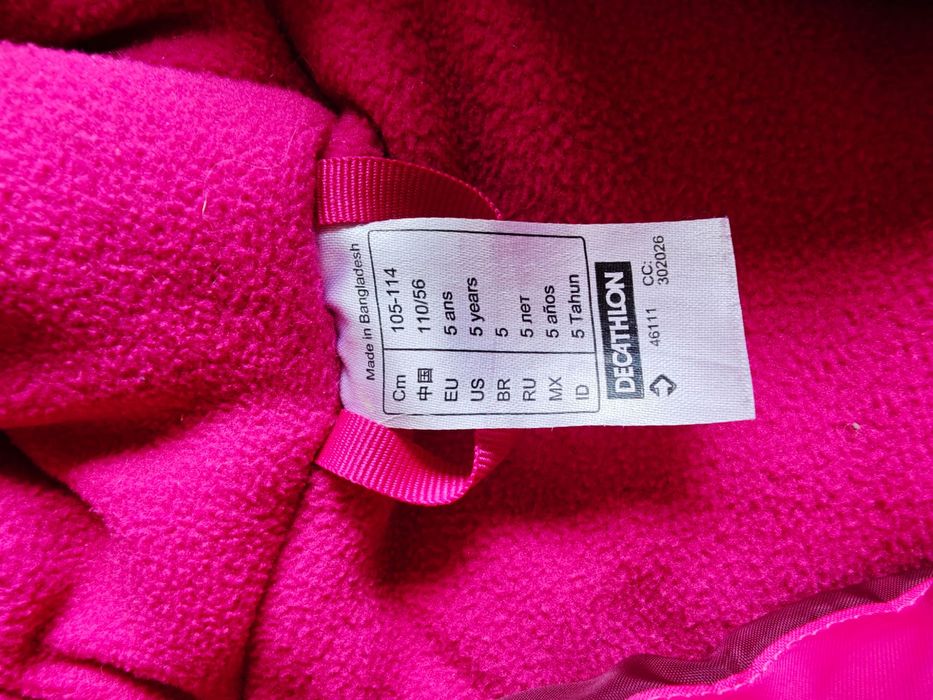 Made in Bangladesh
Cm 105-114
中国 110/56
EU 5 ans
US 5 years
BR 5
RU 5 лет
MX 5 años
ID 5 Tahun
DECATHLON
46111 CC:
302026